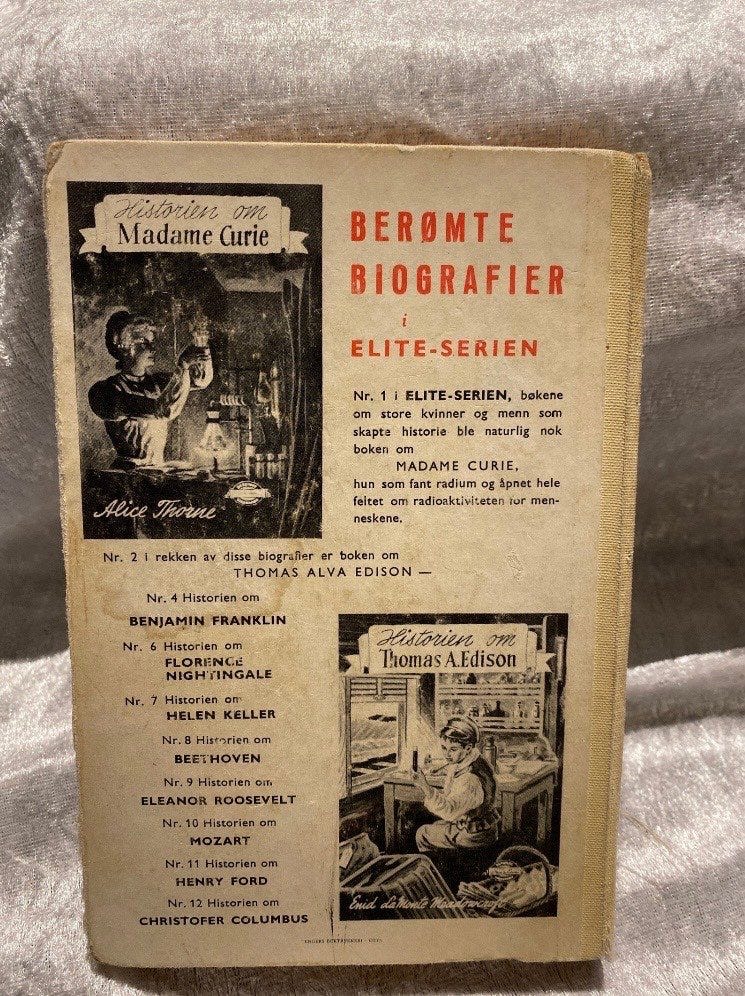 Historien om
Madame Curie
Alice Thorne
BERØMTE
BIOGRAFIER
i
ELITE-SERIEN
Nr. 1 i ELITE-SERIEN, bøkene
om store kvinner og menn som
skapte historie ble naturlig nok
boken om
MADAME CURIE,
hun som fant radium og åpnet hele
feltet om radioaktiviteten for men-
neskene.
Nr. 2 i rekken av disse biografier er boken om
THOMAS ALVA EDISON —
Nr. 4 Historien om
BENJAMIN FRANKLIN
Nr. 6 Historien om
FLORENCE
NIGHTINGALE
Nr. 7 Historien om
HELEN KELLER
Nr. 8 Historien om
BEETHOVEN
Nr. 9 Historien om
ELEANOR ROOSEVELT
Nr. 10 Historien om
MOZART
Nr. 11 Historien om
HENRY FORD
Nr. 12 Historien om
CHRISTOFER COLUMBUS
Historien om
Thomas A. Edison
Enid LaMonte Meadowcroft